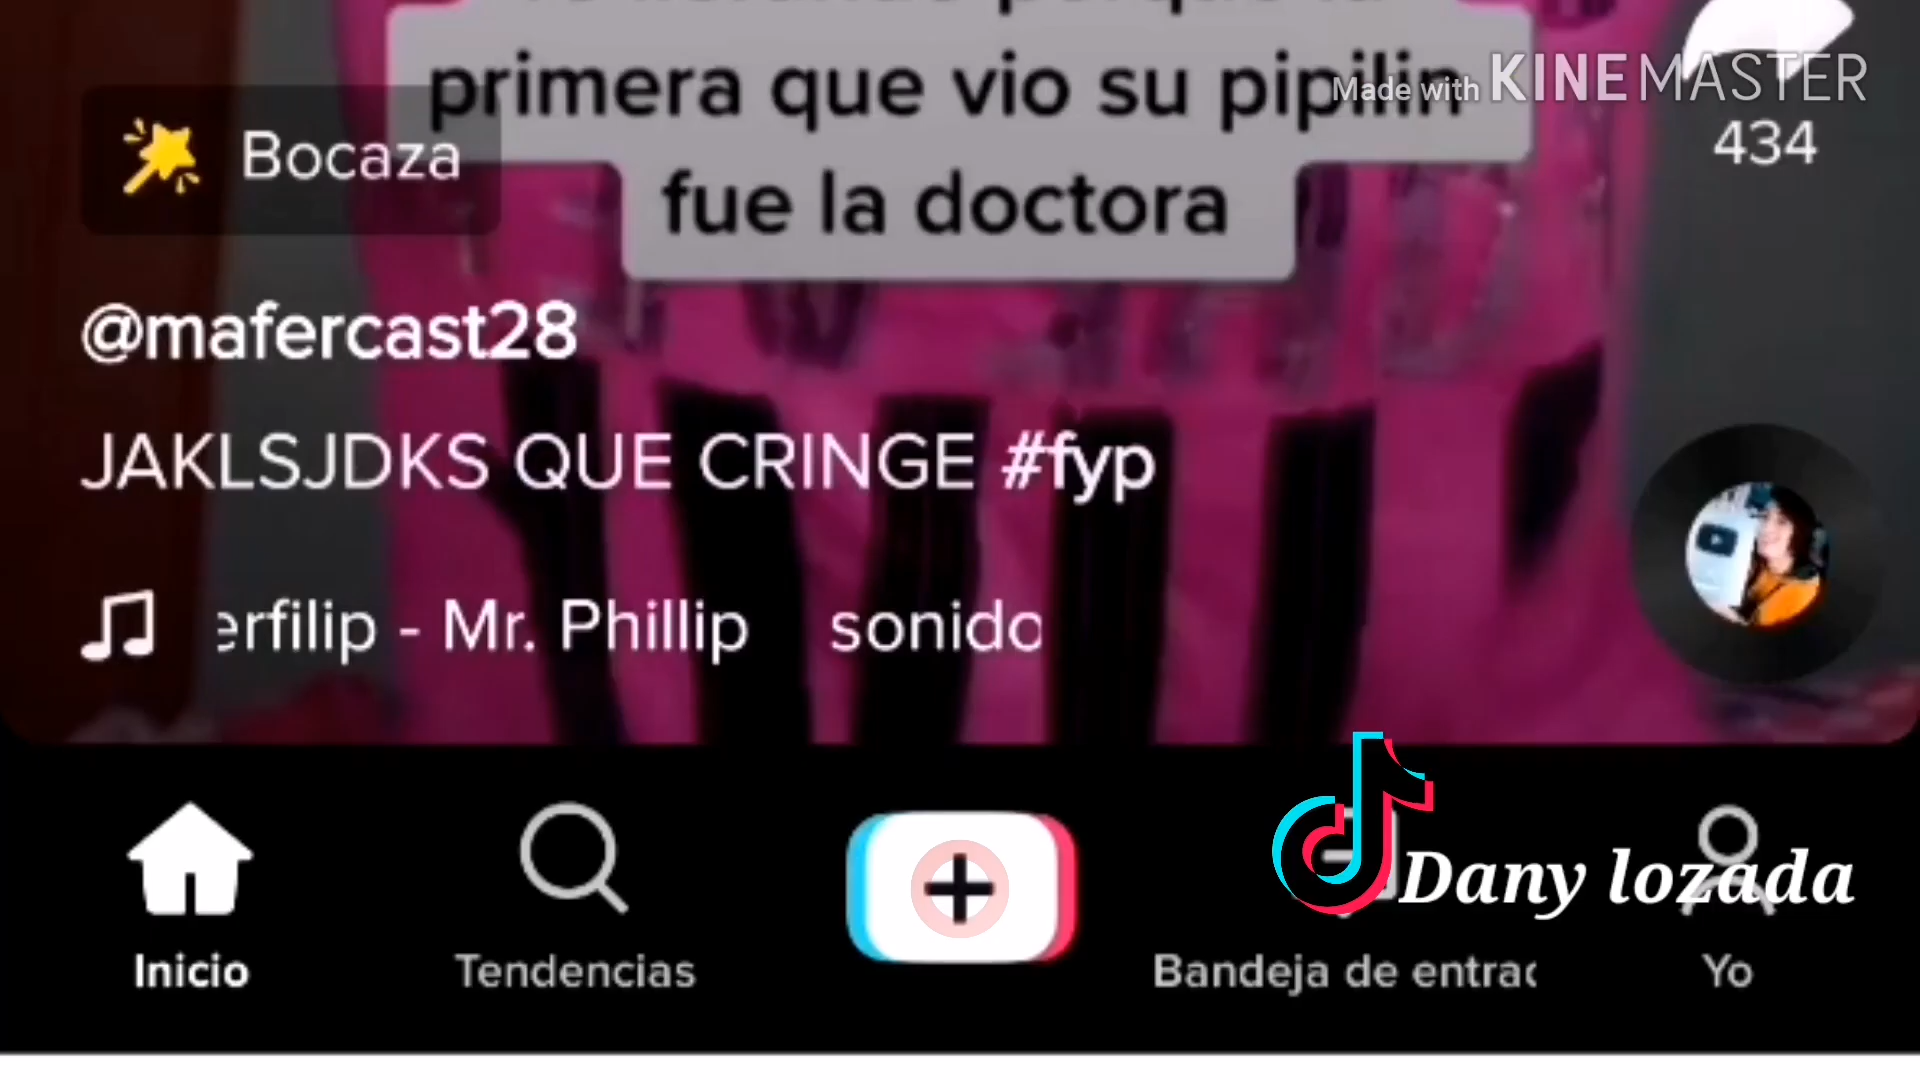 primera que vio su pipilin
fue la doctora
Made with KINEMASTER
434
Bocaza
@mafercast28
JAKLSJDKS QUE CRINGE #fyp
erfilip - Mr. Phillip sonido
Dany lozada
Inicio
Tendencias
Bandeja de entrad
Yo